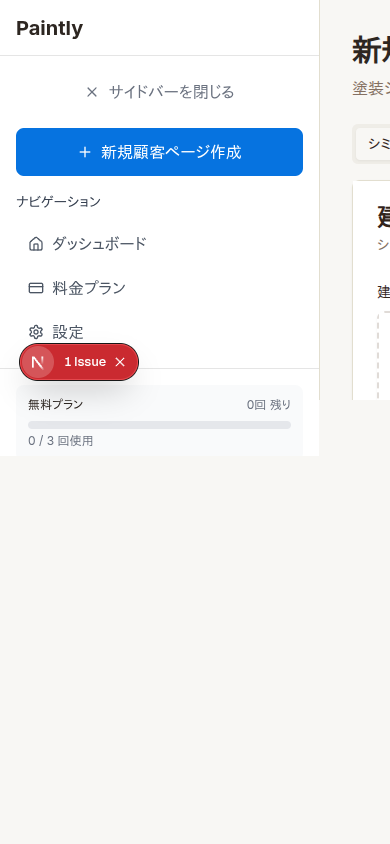 Paintly
サイドバーを閉じる
新規顧客ページ作成
ナビゲーション
ダッシュボード
料金プラン
設定
1 Issue
無料プラン
0回 残り
0 / 3 回使用
新規
塗装シ
シミ
建
シ
建